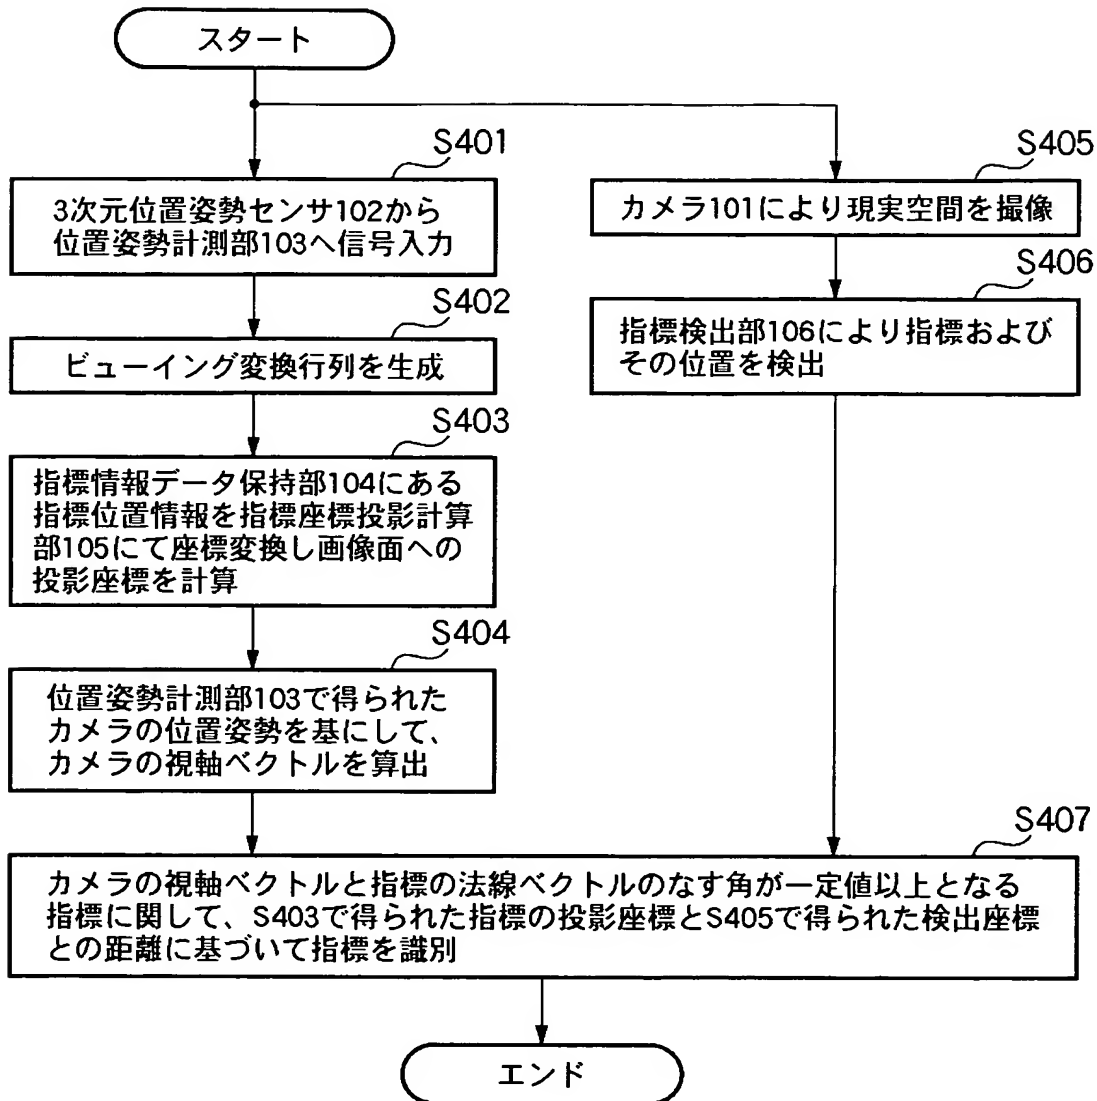 スタート
S401
3次元位置姿勢センサ102から
位置姿勢計測部103へ信号入力
S402
ビューイング変換行列を生成
S403
指標情報データ保持部104にある
指標位置情報を指標座標投影計算
部105にて座標変換し画像面への
投影座標を計算
S404
位置姿勢計測部103で得られた
カメラの位置姿勢を基にして、
カメラの視軸ベクトルを算出
S405
カメラ101により現実空間を撮像
S406
指標検出部106により指標および
その位置を検出
S407
カメラの視軸ベクトルと指標の法線ベクトルのなす角が一定値以上となる
指標に関して、S403で得られた指標の投影座標とS405で得られた検出座標
との距離に基づいて指標を識別
エンド